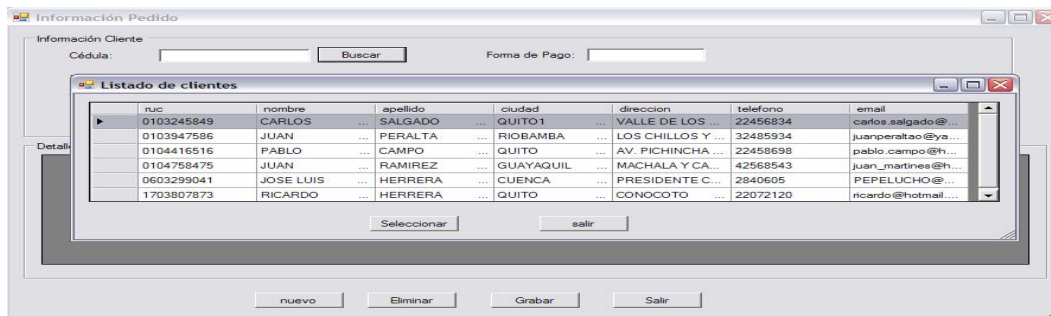 Información Pedido
Información Cliente
Cédula: Buscar Forma de Pago:
Listado de clientes
ruc nombre apellido ciudad direccion telefono email
0103245849 CARLOS ... SALGADO ... QUITO1 ... VALLE DE LOS ... 22456834 carlos.salgado@...
0103947586 JUAN ... PERALTA ... RIOBAMBA ... LOS CHILLOS Y ... 32485934 juanperaltao@ya...
0104416516 PABLO ... CAMPO ... QUITO ... AV. PICHINCHA ... 22458698 pablo.campo@h...
0104758475 JUAN ... RAMIREZ ... GUAYAQUIL ... MACHALA Y CA... 42568543 juan_martines@h...
0603299041 JOSE LUIS ... HERRERA ... CUENCA ... PRESIDENTE C... 2840605 PEPELUCHO@...
1703807873 RICARDO ... HERRERA ... QUITO ... CONOCOTO ... 22072120 ricardo@hotmail....
Detall
Seleccionar salir
nuevo Eliminar Grabar Salir